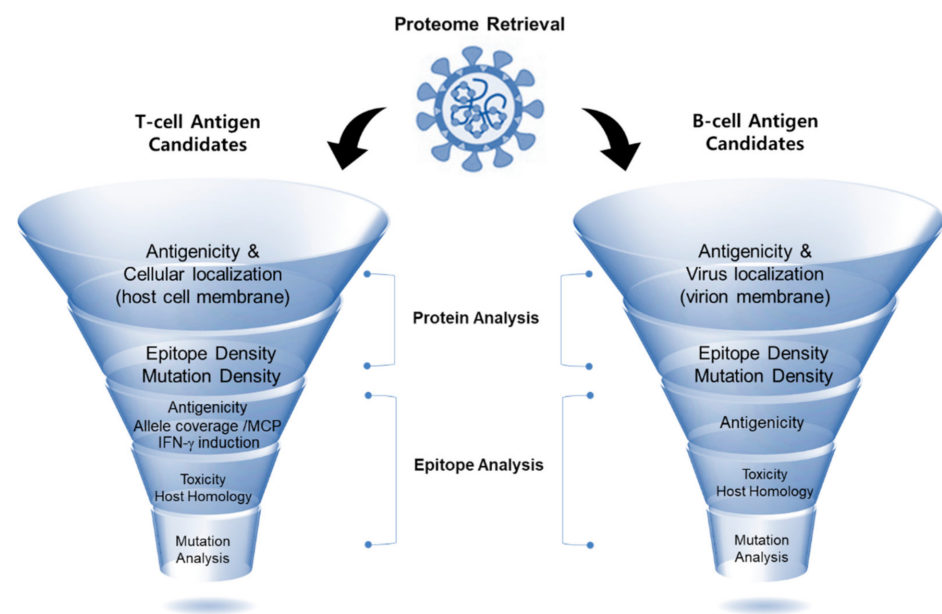 Proteome Retrieval
T-cell Antigen
Candidates
Antigenicity &
Cellular localization
(host cell membrane)
Epitope Density
Mutation Density
Antigenicity
Allele coverage /MCP
IFN-γ induction
Toxicity
Host Homology
Mutation
Analysis
Protein Analysis
Epitope Analysis
B-cell Antigen
Candidates
Antigenicity &
Virus localization
(virion membrane)
Epitope Density
Mutation Density
Antigenicity
Toxicity
Host Homology
Mutation
Analysis